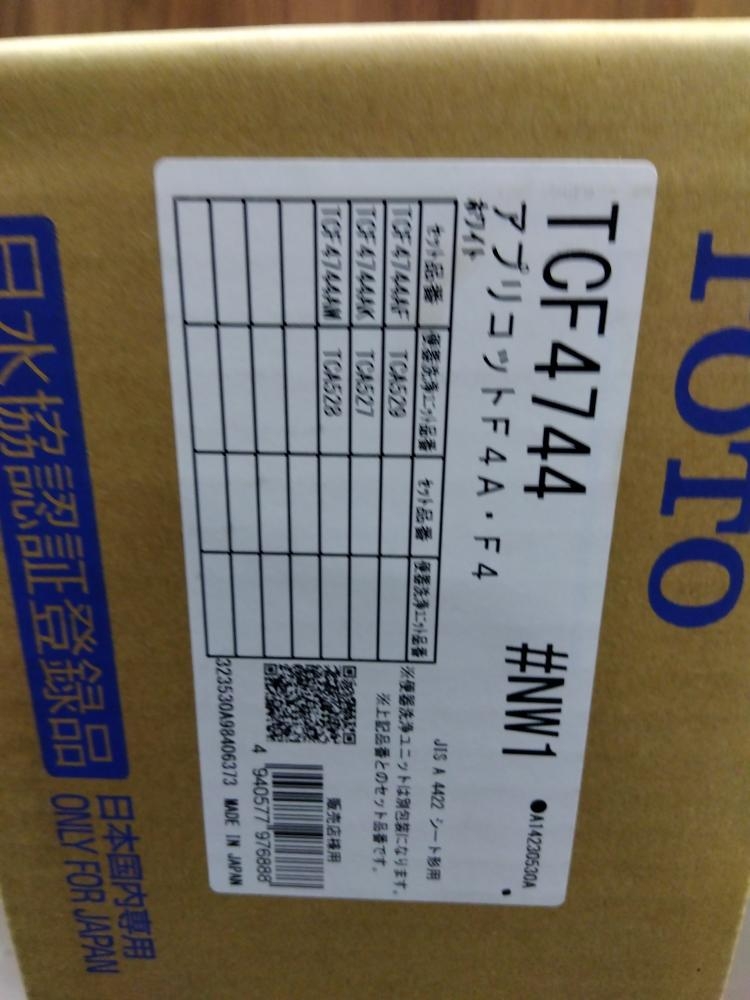 TOTO
TCF4744 #NW1
アプリコットF4A・F4
●A14230530A
ホワイト
JIS A 4422 シート形用
セット品番 便器洗浄ユニット品番 セット品番 便器洗浄ユニット品番
TCF4744AF TCA529
TCF4744AK TCA527
TCF4744AM TCA528
※便器洗浄ユニットは別包装になります。
※上記品番とのセット品番です。
販売店様用
4 940577 976888
323530A98A06373 MADE IN JAPAN
日水協認証登録品
日本国内専用
ONLY FOR JAPAN